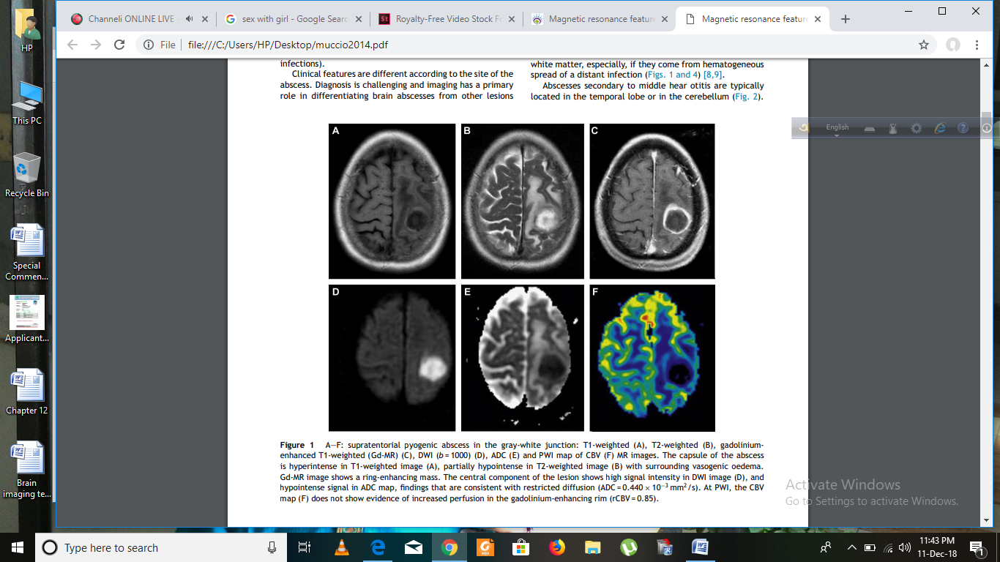 Channeli ONLINE LIVE
sex with girl - Google Searc
St
Royalty-Free Video Stock Fo
Magnetic resonance feature
Magnetic resonance feature
File
file:///C:/Users/HP/Desktop/muccio2014.pdf
HP
This PC
Recycle Bin
W
Special
Commen...
Applicant...
W
Chapter 12
W
Brain
imaging te...
infections).
Clinical features are different according to the site of the
abscess. Diagnosis is challenging and imaging has a primary
role in differentiating brain abscesses from other lesions
white matter, especially, if they come from hematogeneous
spread of a distant infection (Figs. 1 and 4) [8,9].
Abscesses secondary to middle hear otitis are typically
located in the temporal lobe or in the cerebellum (Fig. 2).
English
A
B
C
D
E
F
Figure 1 A–F: supratentorial pyogenic abscess in the gray-white junction: T1-weighted (A), T2-weighted (B), gadolinium-
enhanced T1-weighted (Gd-MR) (C), DWI (b = 1000) (D), ADC (E) and PWI map of CBV (F) MR images. The capsule of the abscess
is hyperintense in T1-weighted image (A), partially hypointense in T2-weighted image (B) with surrounding vasogenic oedema.
Gd-MR image shows a ring-enhancing mass. The central component of the lesion shows high signal intensity in DWI image (D), and
hypointense signal in ADC map, findings that are consistent with restricted diffusion (ADC = 0.440 × 10⁻³ mm²/s). At PWI, the CBV
map (F) does not show evidence of increased perfusion in the gadolinium-enhancing rim (rCBV = 0.85).
Activate Windows
Go to Settings to activate Windows.
Type here to search
PDF
W
11:43 PM
11-Dec-18
1